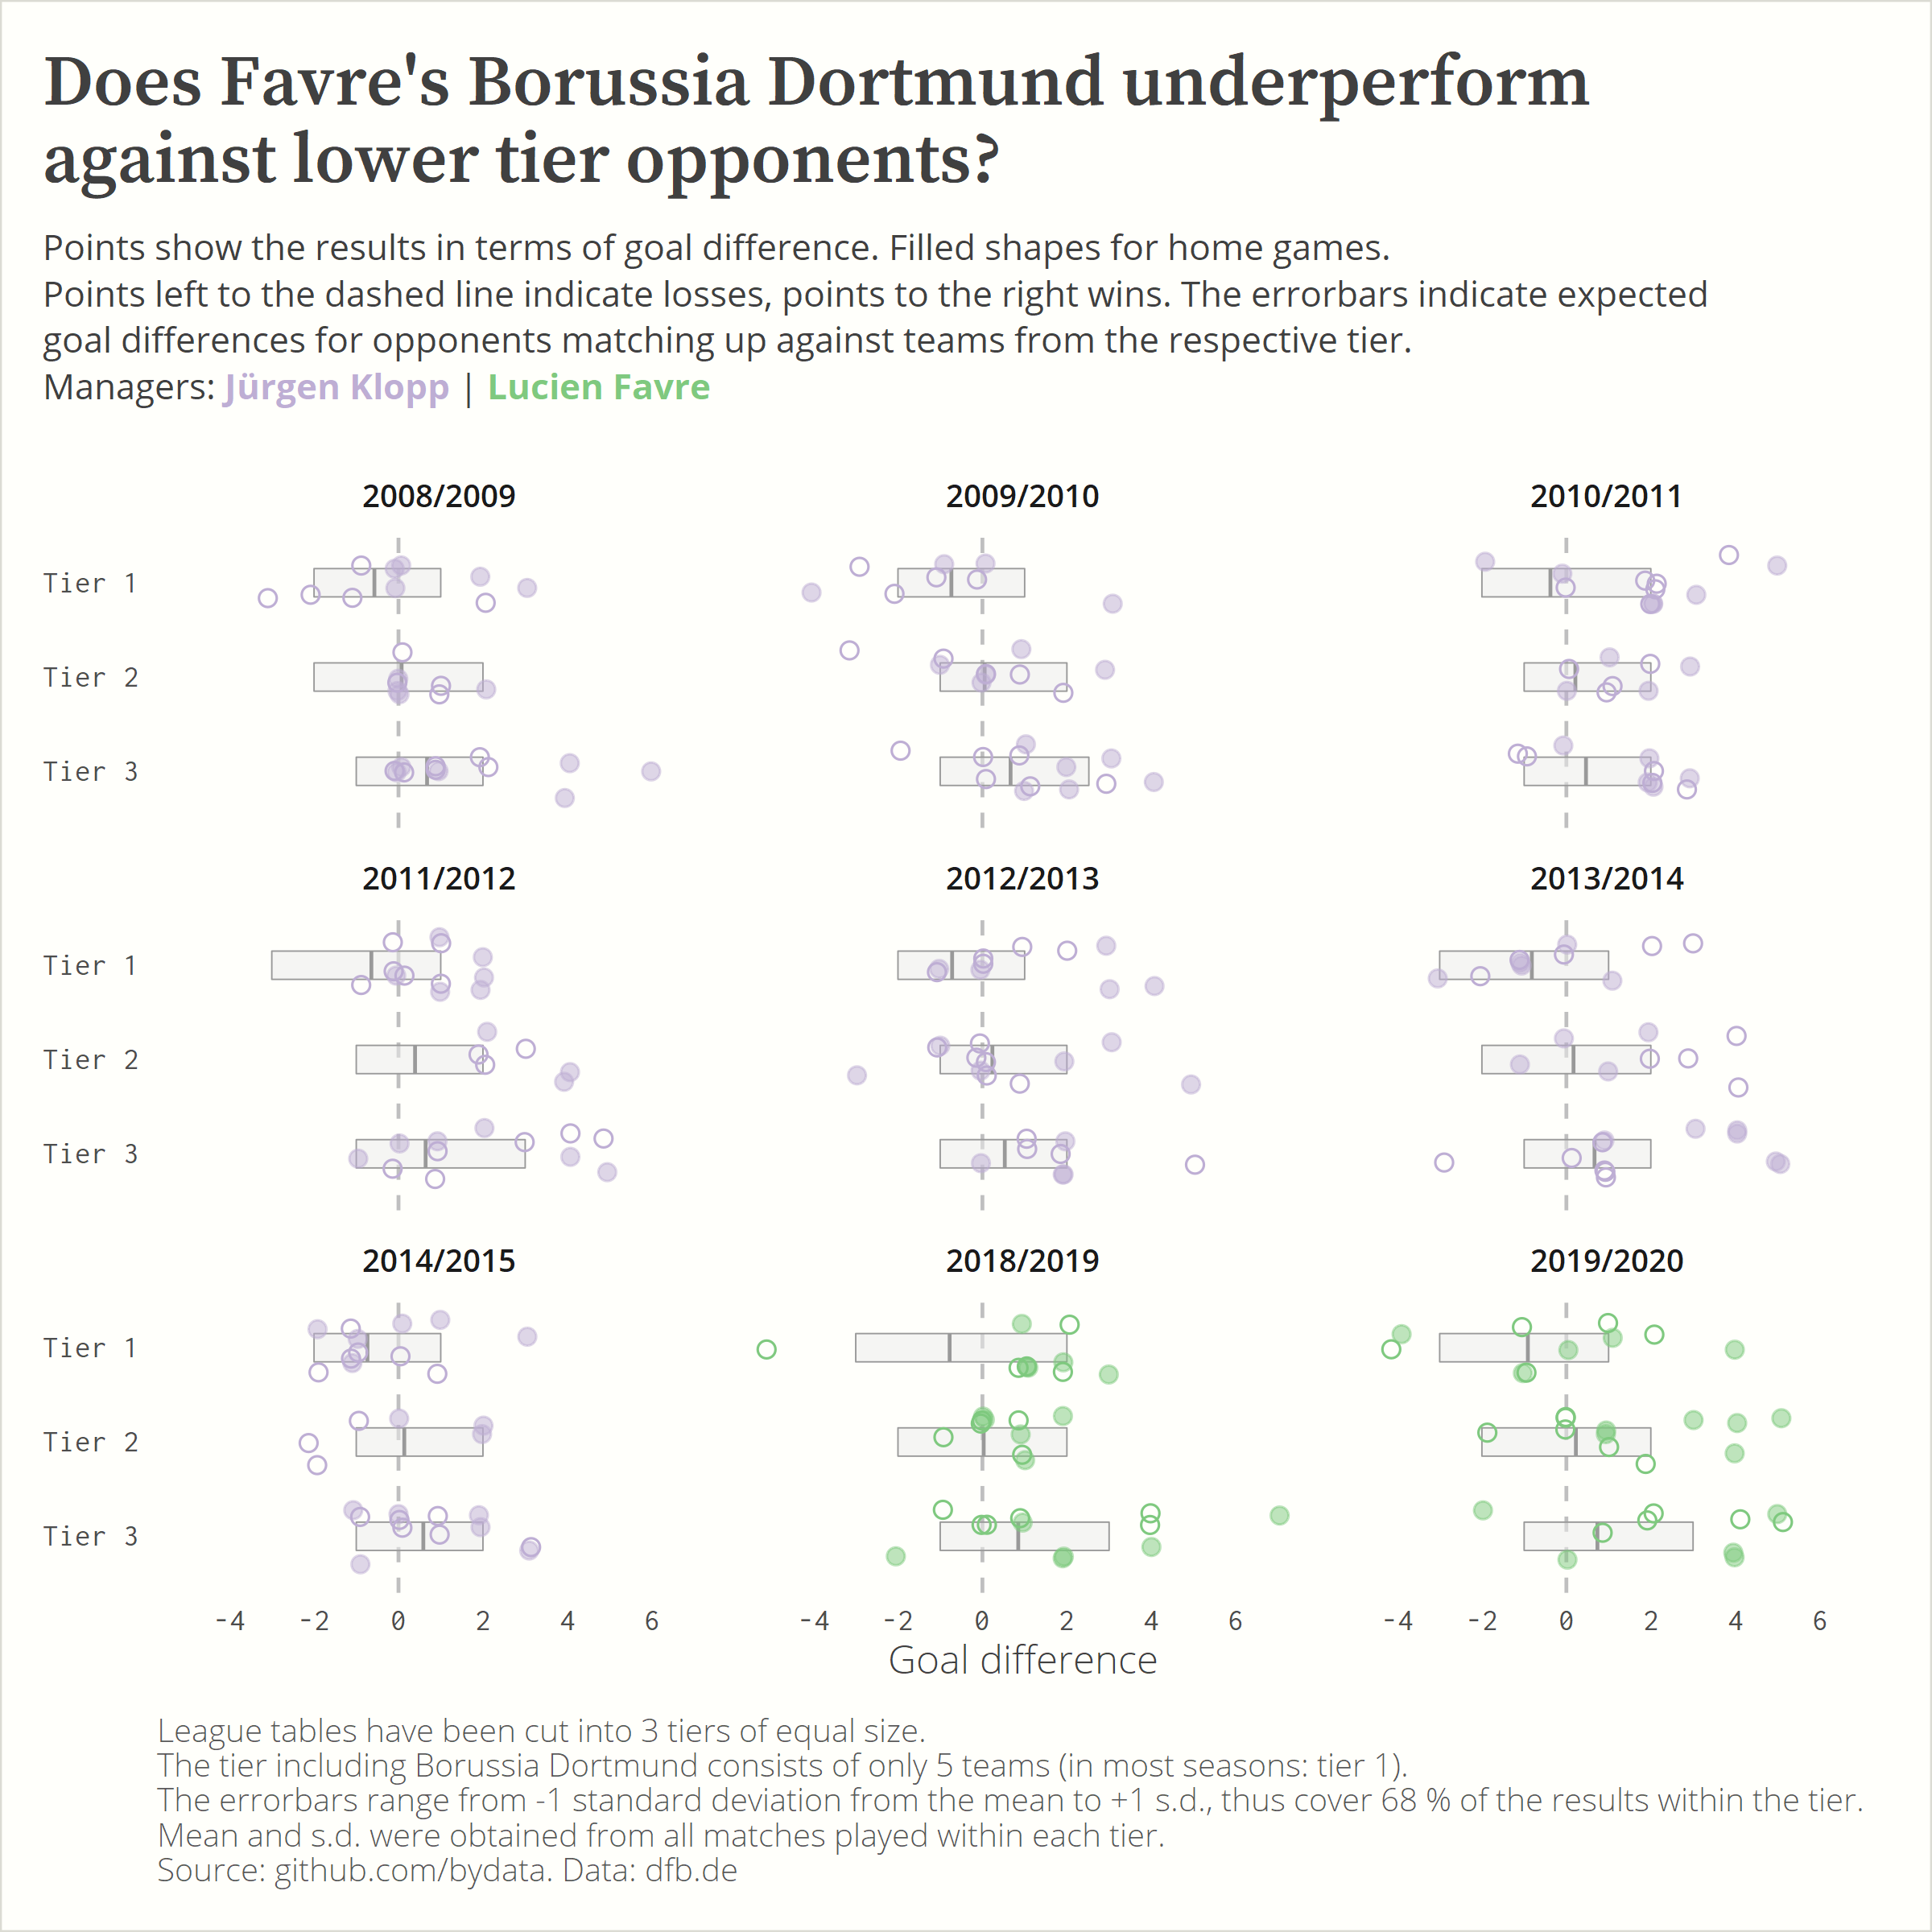 Does Favre's Borussia Dortmund underperform
against lower tier opponents?
Points show the results in terms of goal difference. Filled shapes for home games.
Points left to the dashed line indicate losses, points to the right wins. The errorbars indicate expected
goal differences for opponents matching up against teams from the respective tier.
Managers: Jürgen Klopp | Lucien Favre
2008/2009 2009/2010 2010/2011
Tier 1
Tier 2
Tier 3
2011/2012 2012/2013 2013/2014
Tier 1
Tier 2
Tier 3
2014/2015 2018/2019 2019/2020
Tier 1
Tier 2
Tier 3
-4 -2 0 2 4 6 -4 -2 0 2 4 6 -4 -2 0 2 4 6
Goal difference
League tables have been cut into 3 tiers of equal size.
The tier including Borussia Dortmund consists of only 5 teams (in most seasons: tier 1).
The errorbars range from -1 standard deviation from the mean to +1 s.d., thus cover 68 % of the results within the tier.
Mean and s.d. were obtained from all matches played within each tier.
Source: github.com/bydata. Data: dfb.de